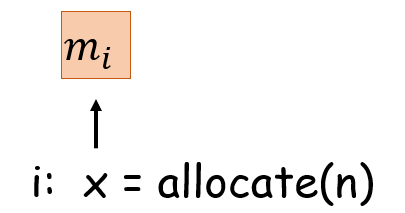 mᵢ
i: x = allocate(n)